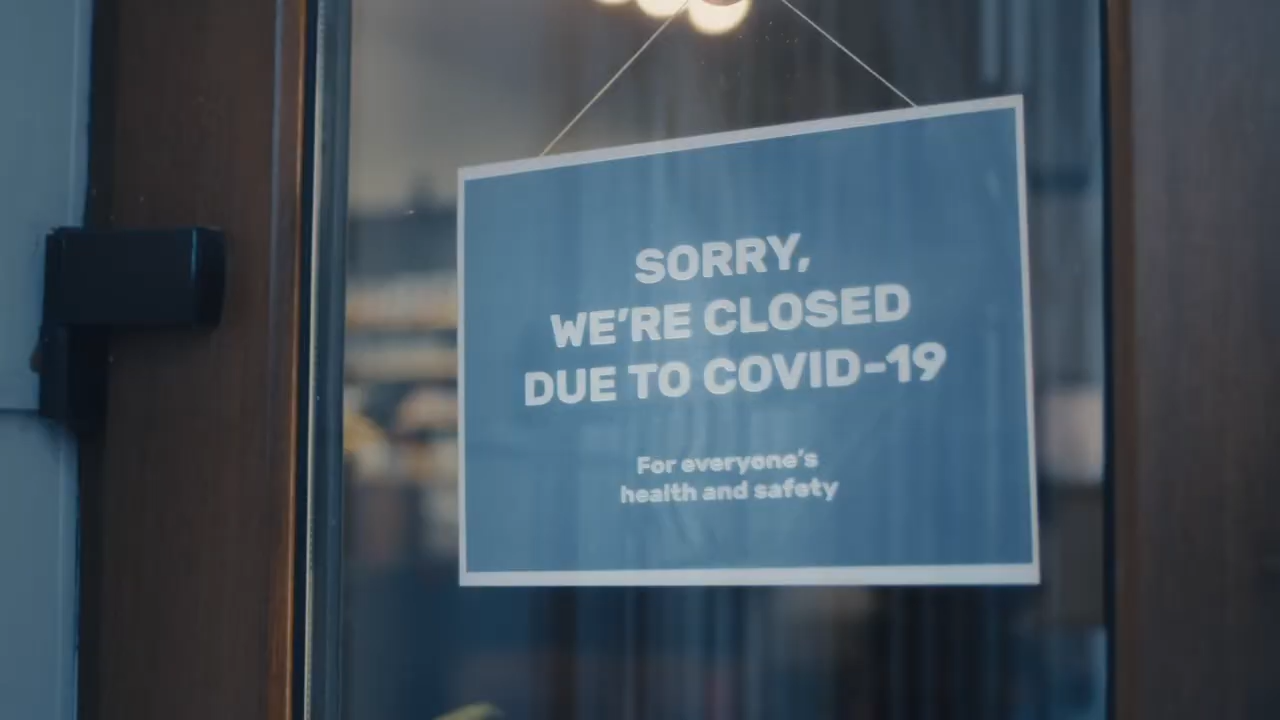 SORRY,
WE'RE CLOSED
DUE TO COVID-19
For everyone's
health and safety